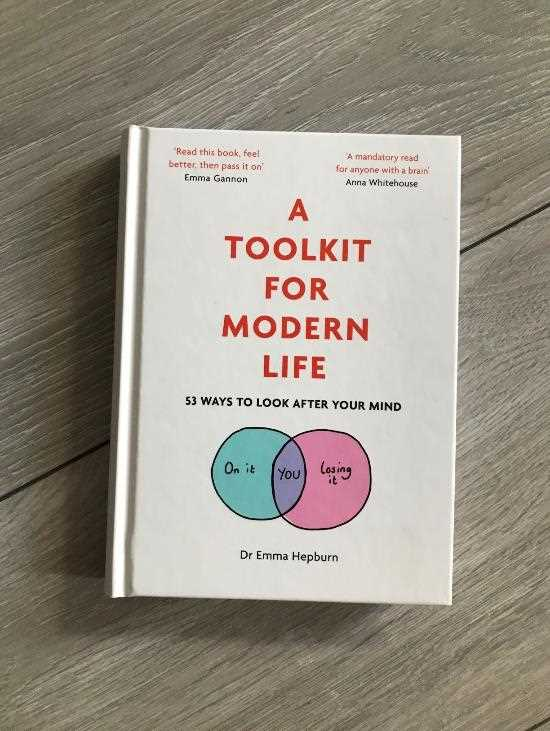 'Read this book, feel
better, then pass it on'
Emma Gannon
'A mandatory read
for anyone with a brain'
Anna Whitehouse
A
TOOLKIT
FOR
MODERN
LIFE
53 WAYS TO LOOK AFTER YOUR MIND
On it
YOU
Losing
it
Dr Emma Hepburn